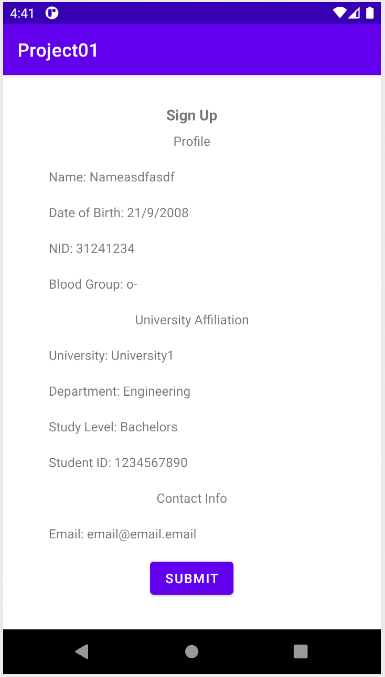 4:41
Project01
Sign Up
Profile
Name: Nameasdfasdf
Date of Birth: 21/9/2008
NID: 31241234
Blood Group: o-
University Affiliation
University: University1
Department: Engineering
Study Level: Bachelors
Student ID: 1234567890
Contact Info
Email: email@email.email
SUBMIT